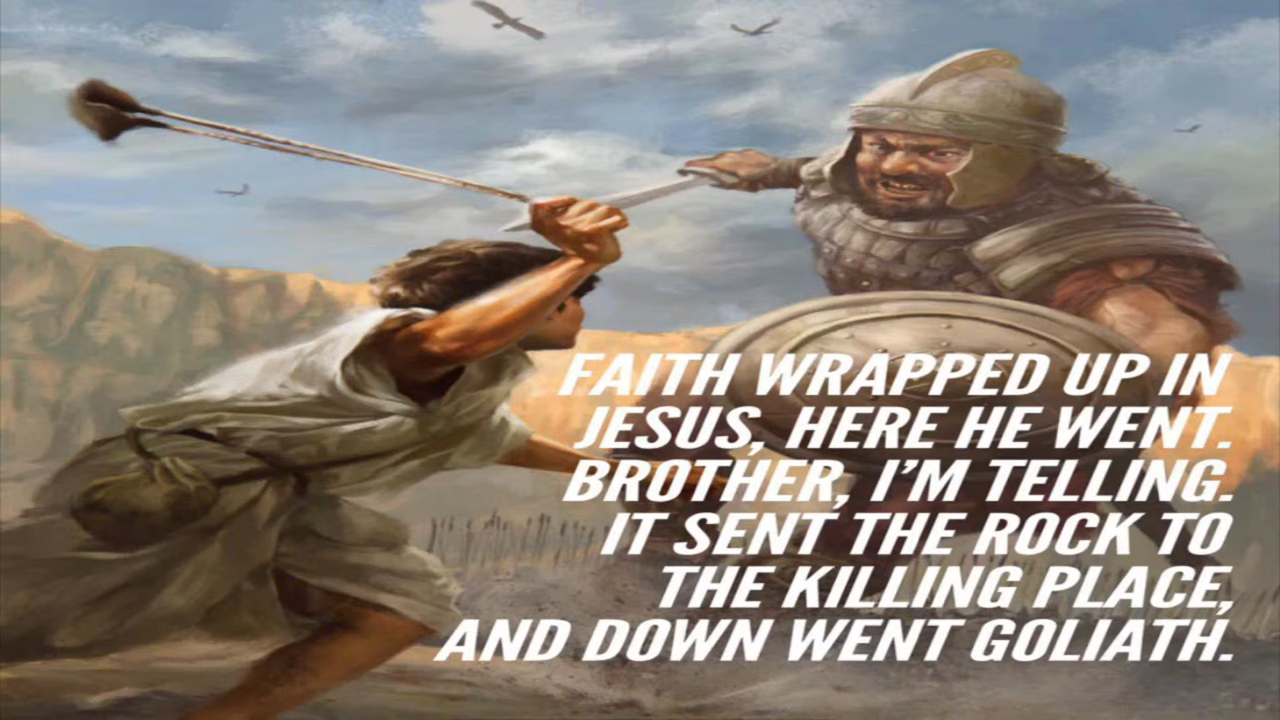 FAITH WRAPPED UP IN
JESUS, HERE HE WENT.
BROTHER, I’M TELLING.
IT SENT THE ROCK TO
THE KILLING PLACE,
AND DOWN WENT GOLIATH.